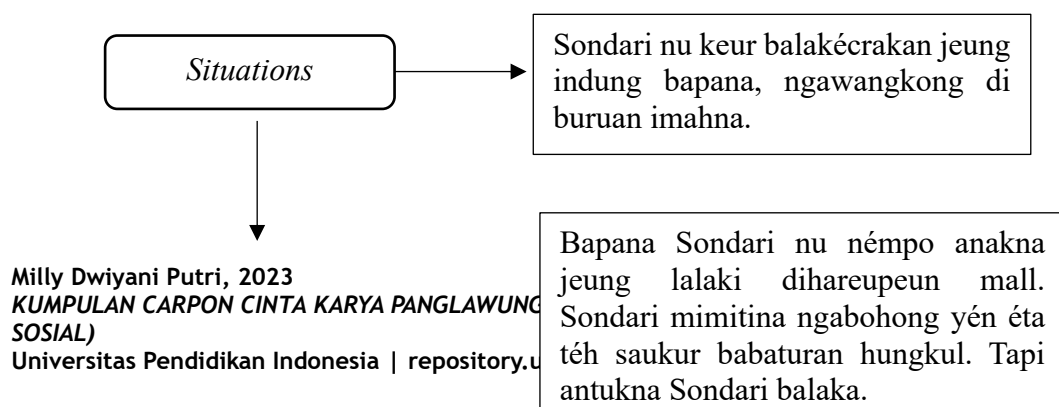 Situations
Sondari nu keur balakécrakan jeung
indung bapana, ngawangkong di
buruan imahna.
Bapana Sondari nu némpo anakna
jeung lalaki dihareupeun mall.
Sondari mimitina ngabohong yén éta
téh saukur babaturan hungkul. Tapi
antukna Sondari balaka.
Milly Dwiyani Putri, 2023
KUMPULAN CARPON CINTA KARYA PANGLAWUNG
SOSIAL)
Universitas Pendidikan Indonesia | repository.u